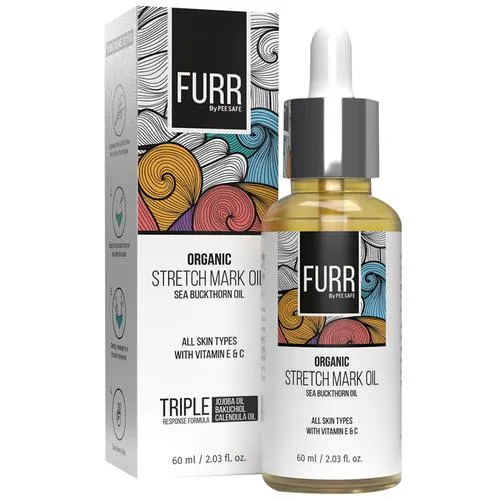 FURR
By PEE SAFE
ORGANIC
STRETCH MARK OIL
SEA BUCKTHORN OIL
ALL SKIN TYPES
WITH VITAMIN E & C
TRIPLE
RESPONSE FORMULA
JOJOBA OIL
BAKUCHIOL
CALENDULA OIL
60 ml / 2.03 fl. oz.
FURR
By PEE SAFE
ORGANIC
STRETCH MARK OIL
SEA BUCKTHORN OIL
ALL SKIN TYPES
WITH VITAMIN E & C
60 ml / 2.03 fl. oz.